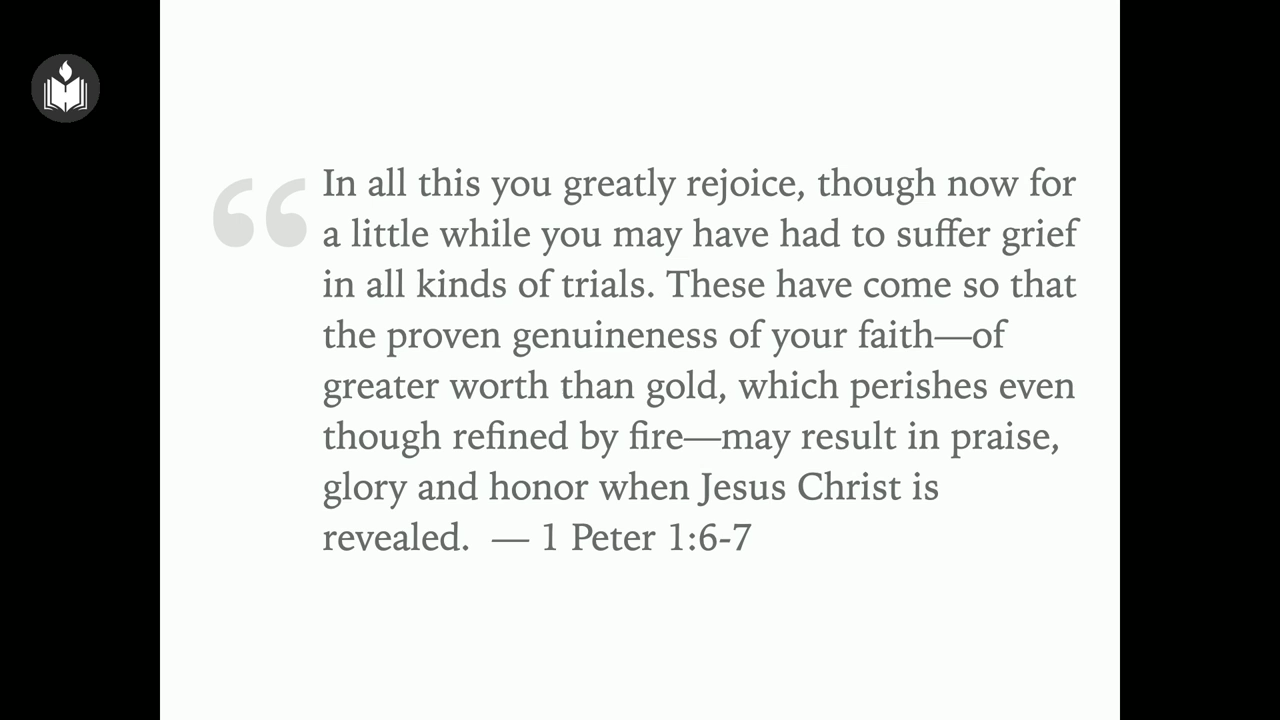 “In all this you greatly rejoice, though now for
a little while you may have had to suffer grief
in all kinds of trials. These have come so that
the proven genuineness of your faith—of
greater worth than gold, which perishes even
though refined by fire—may result in praise,
glory and honor when Jesus Christ is
revealed. — 1 Peter 1:6-7